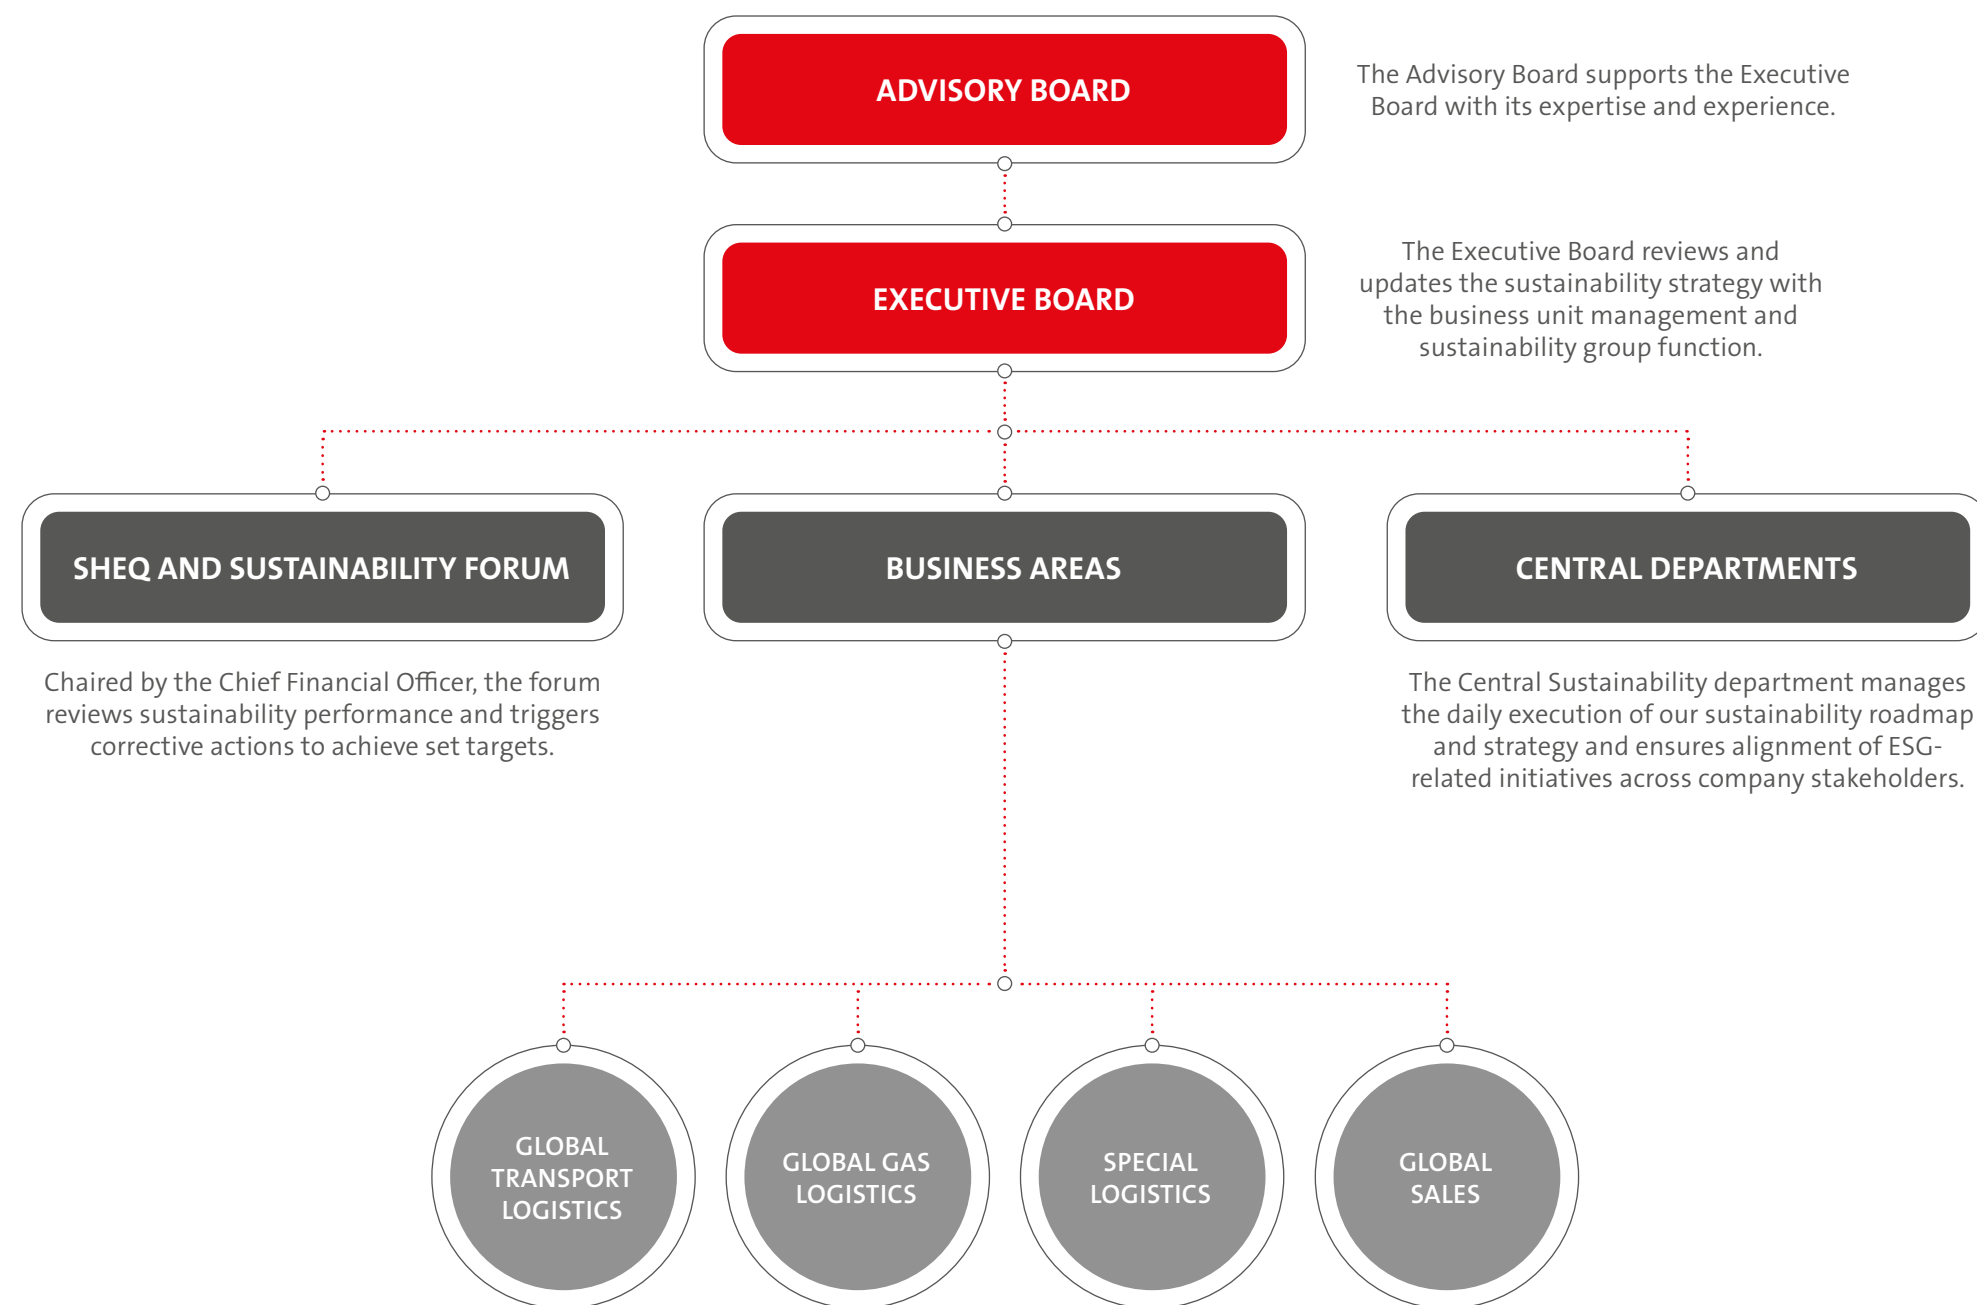 ADVISORY BOARD
The Advisory Board supports the Executive
Board with its expertise and experience.
EXECUTIVE BOARD
The Executive Board reviews and
updates the sustainability strategy with
the business unit management and
sustainability group function.
SHEQ AND SUSTAINABILITY FORUM
Chaired by the Chief Financial Officer, the forum
reviews sustainability performance and triggers
corrective actions to achieve set targets.
BUSINESS AREAS
CENTRAL DEPARTMENTS
The Central Sustainability department manages
the daily execution of our sustainability roadmap
and strategy and ensures alignment of ESG-
related initiatives across company stakeholders.
GLOBAL
TRANSPORT
LOGISTICS
GLOBAL GAS
LOGISTICS
SPECIAL
LOGISTICS
GLOBAL
SALES